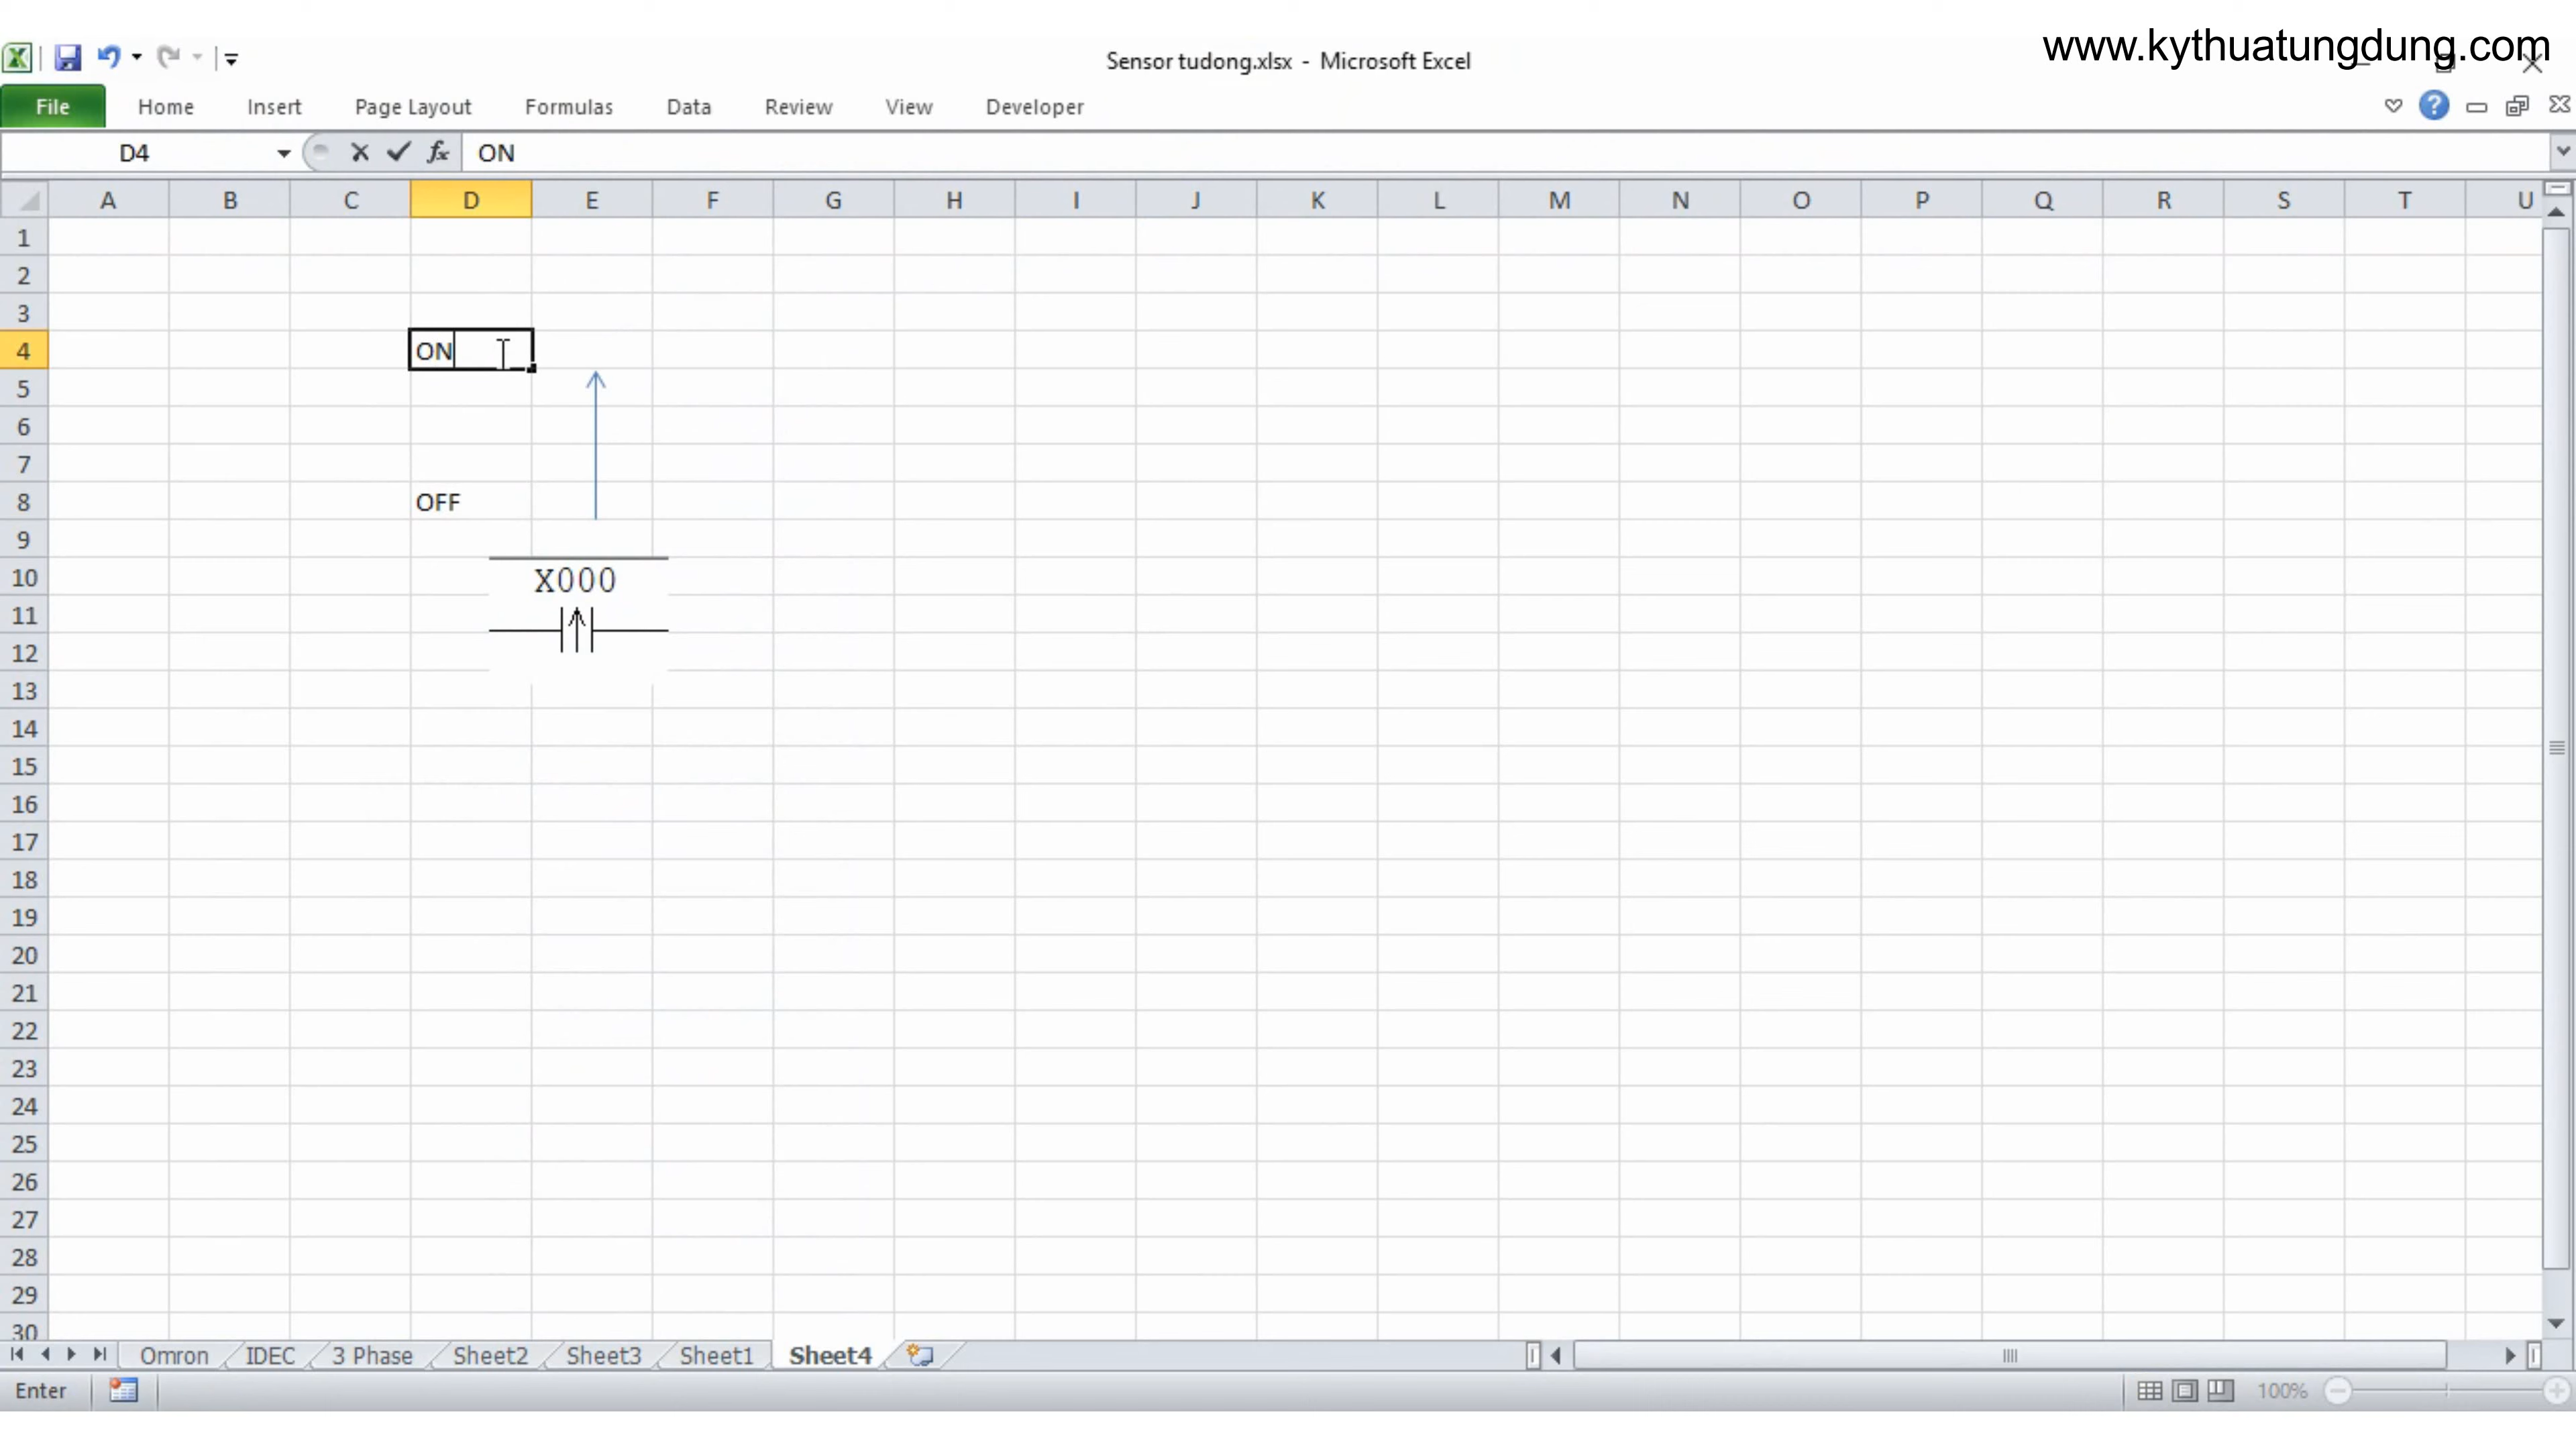 www.kythuatungdung.com
Sensor tudong.xlsx - Microsoft Excel
File Home Insert Page Layout Formulas Data Review View Developer
D4 fx ON
A B C D E F G H I J K L M N O P Q R S T U
1
2
3
4 ON
5
6
7
8 OFF
9
10 X000
11
12
13
14
15
16
17
18
19
20
21
22
23
24
25
26
27
28
29
30
Omron IDEC 3 Phase Sheet2 Sheet3 Sheet1 Sheet4
Enter 100%